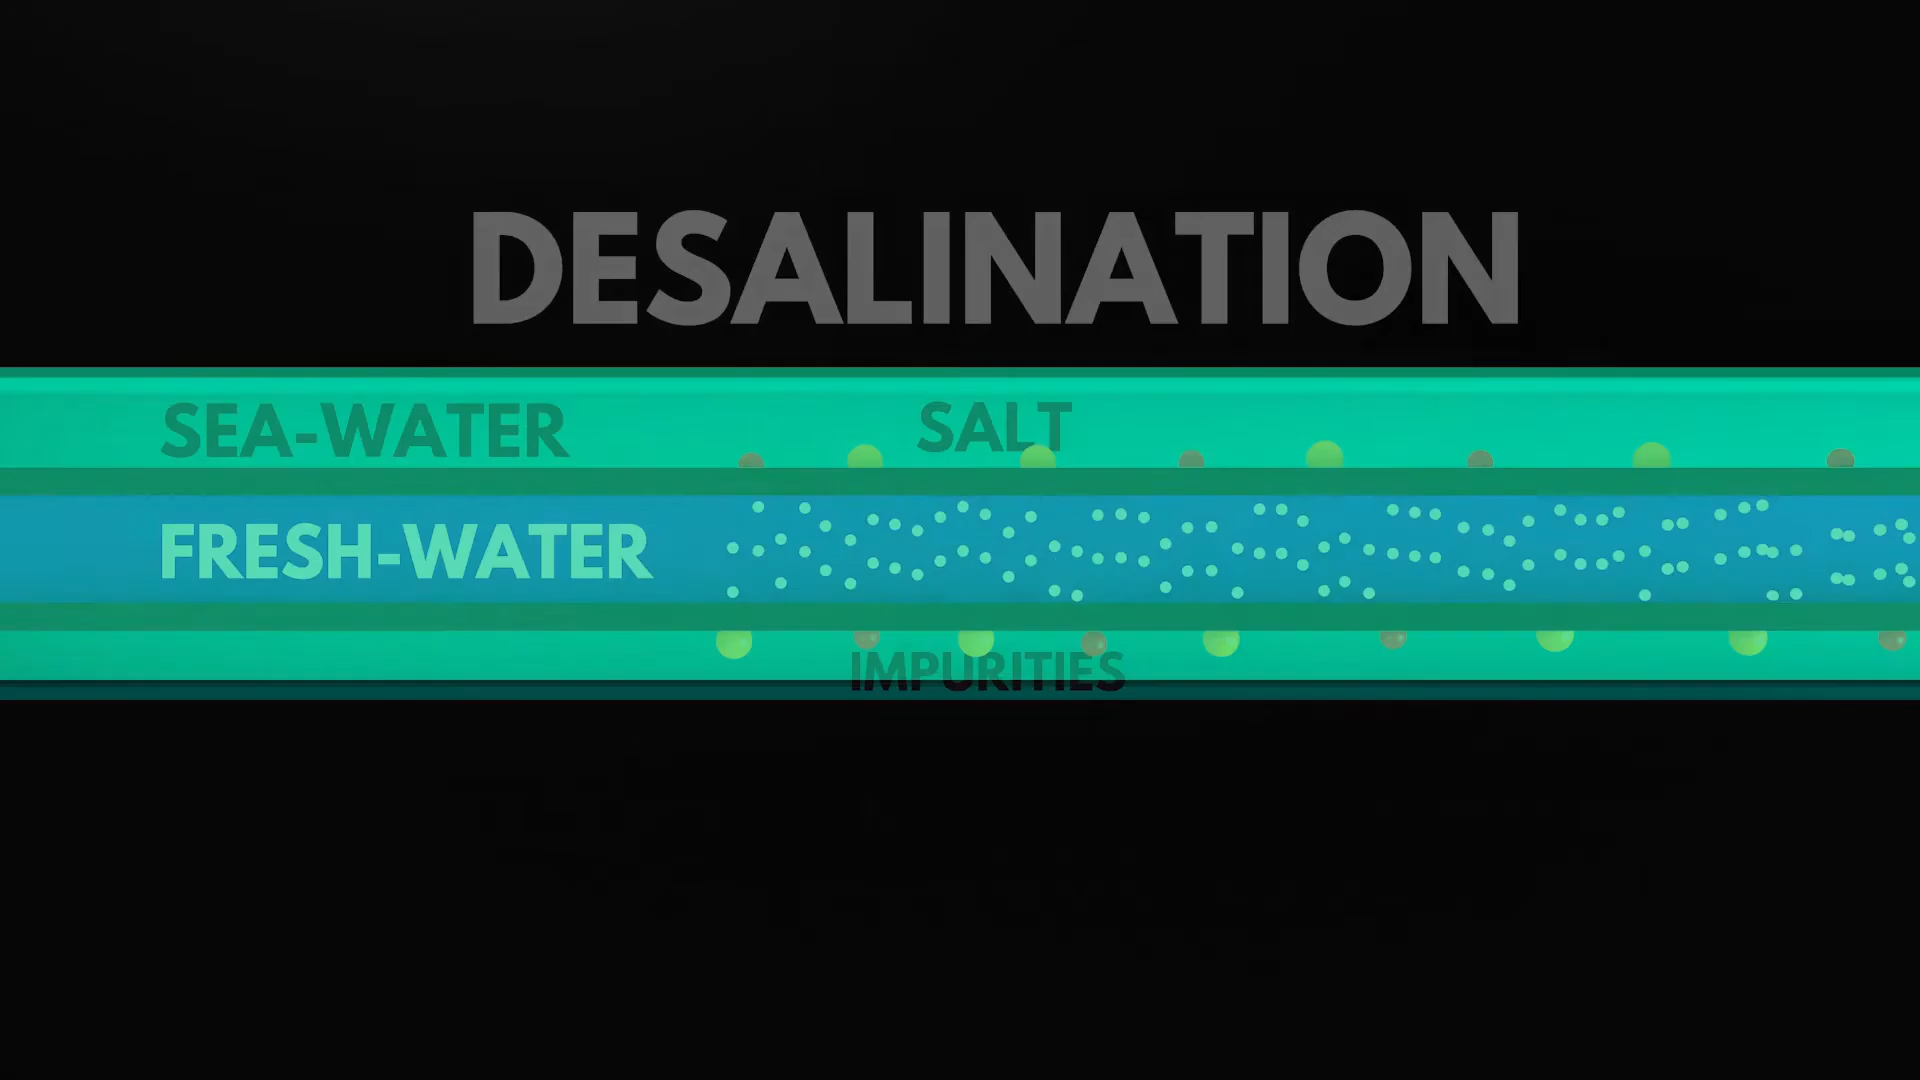 DESALINATION
SEA-WATER
SALT
FRESH-WATER
IMPURITIES